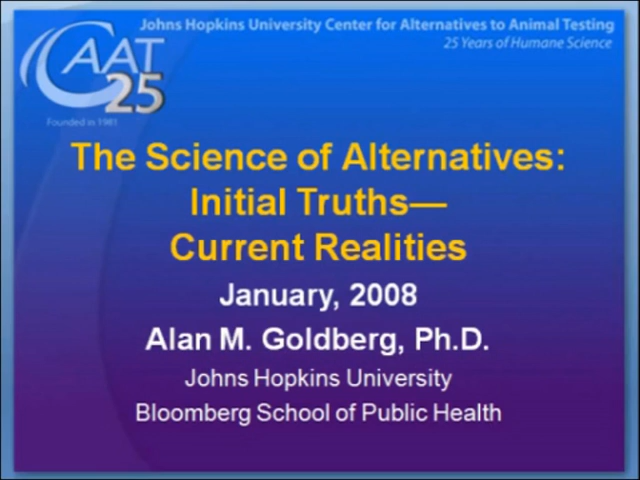 Johns Hopkins University Center for Alternatives to Animal Testing
25 Years of Humane Science
CAAT
25
Founded in 1981
The Science of Alternatives:
Initial Truths—
Current Realities
January, 2008
Alan M. Goldberg, Ph.D.
Johns Hopkins University
Bloomberg School of Public Health